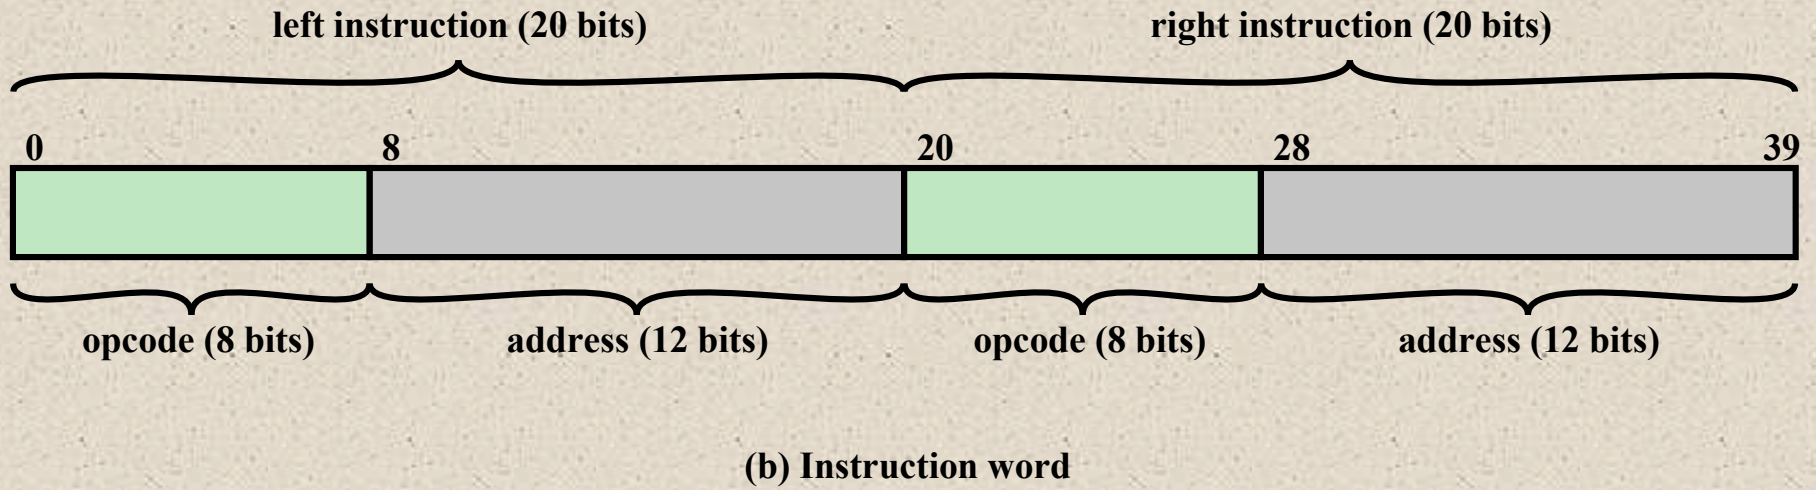 left instruction (20 bits) right instruction (20 bits)
0 8 20 28 39
opcode (8 bits) address (12 bits) opcode (8 bits) address (12 bits)
(b) Instruction word